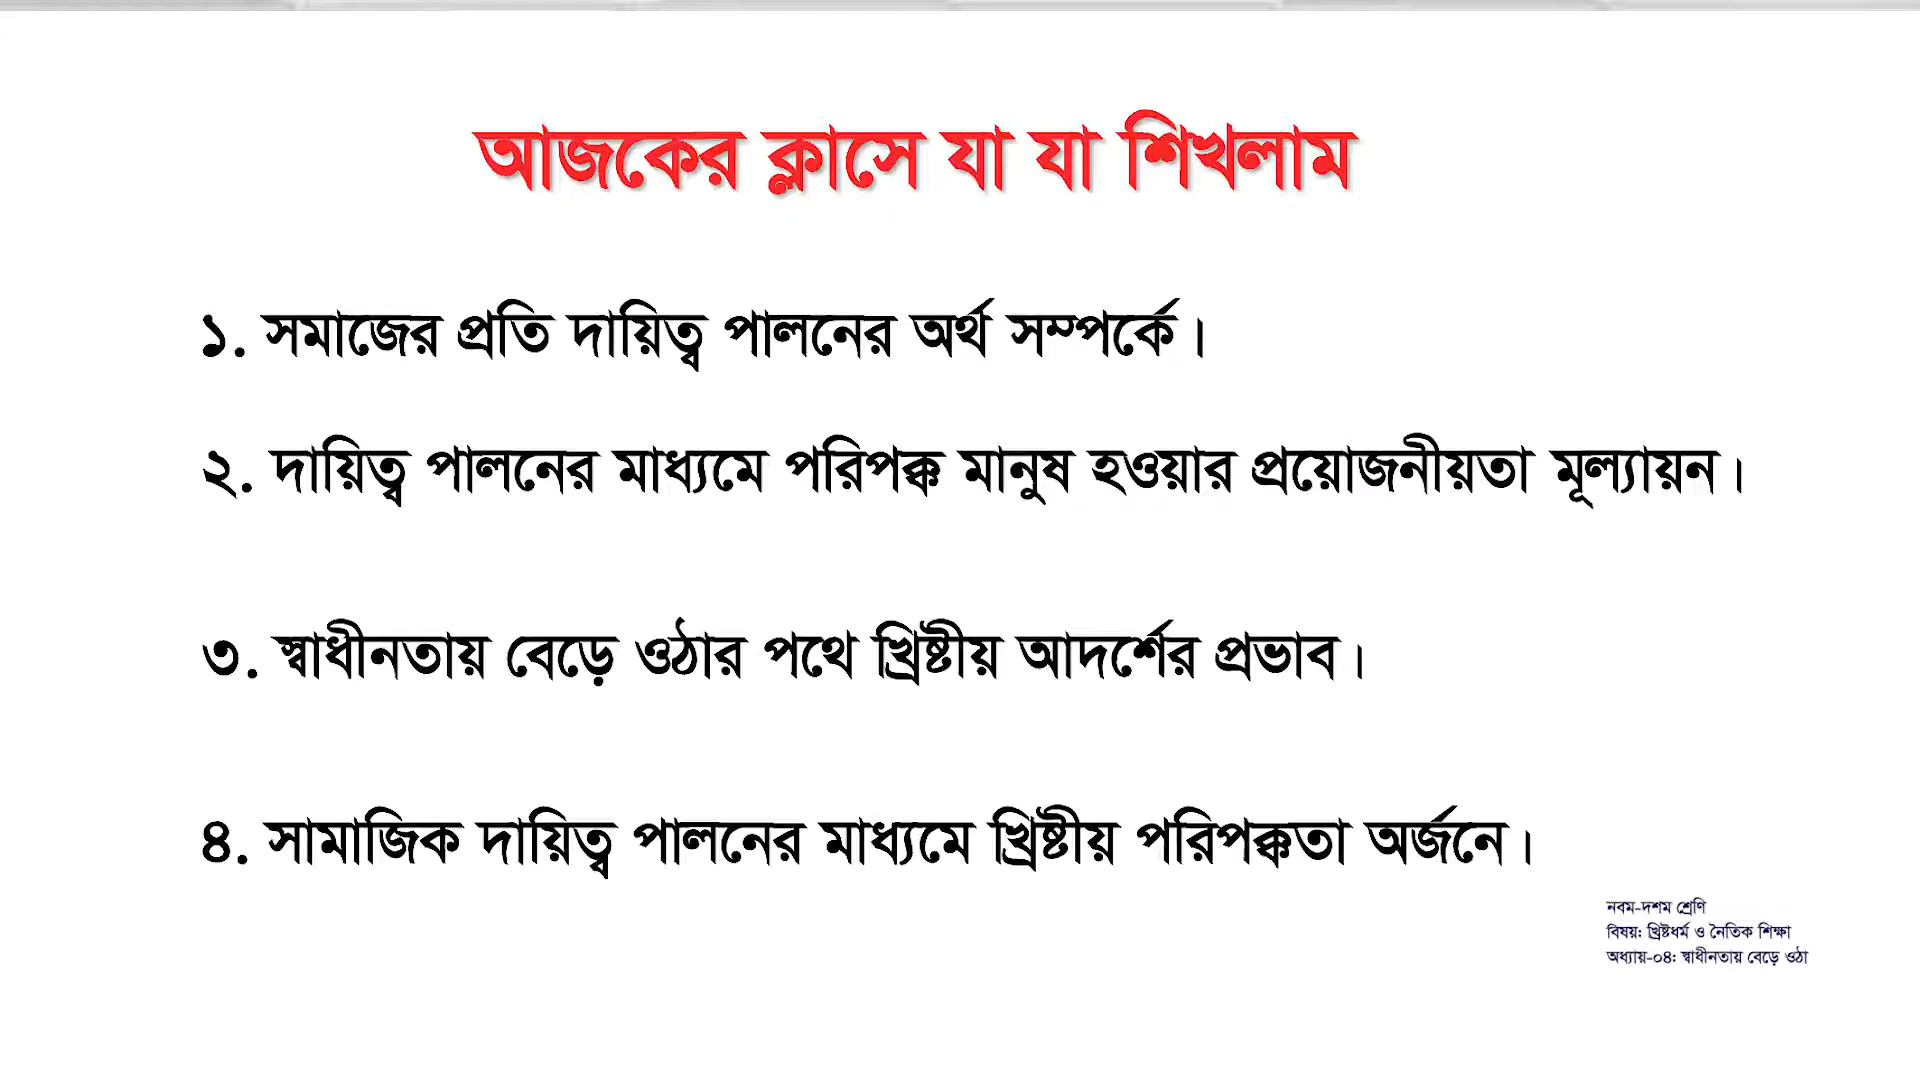 আজকের ক্লাসে যা যা শিখলাম
১. সমাজের প্রতি দায়িত্ব পালনের অর্থ সম্পর্কে।
২. দায়িত্ব পালনের মাধ্যমে পরিপক্ক মানুষ হওয়ার প্রয়োজনীয়তা মূল্যায়ন।
৩. স্বাধীনতায় বেড়ে ওঠার পথে খ্রিষ্টীয় আদর্শের প্রভাব।
৪. সামাজিক দায়িত্ব পালনের মাধ্যমে খ্রিষ্টীয় পরিপক্কতা অর্জনে।
নবম-দশম শ্রেণি
বিষয়: খ্রিষ্টধর্ম ও নৈতিক শিক্ষা
অধ্যায়-০৪: স্বাধীনতায় বেড়ে ওঠা